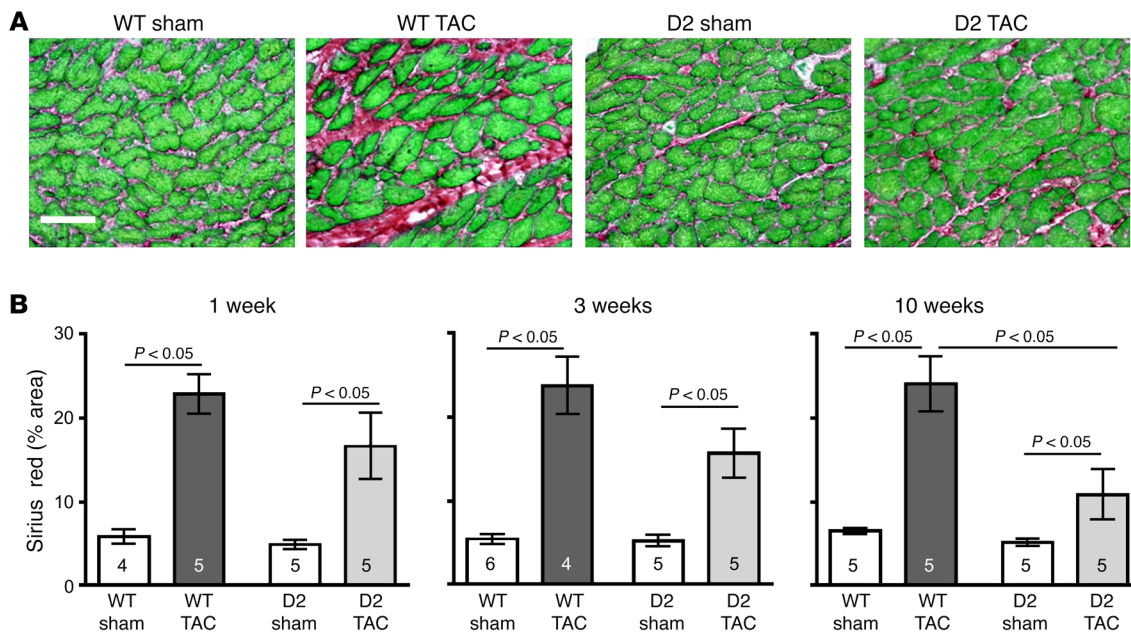 A
WT sham WT TAC D2 sham D2 TAC
B
1 week 3 weeks 10 weeks
Sirius red (% area)
30
20
10
0
P < 0.05
P < 0.05
P < 0.05
P < 0.05
P < 0.05
P < 0.05
P < 0.05
4 5 5 5
6 4 5 5
5 5 5 5
WT sham
WT TAC
D2 sham
D2 TAC
WT sham
WT TAC
D2 sham
D2 TAC
WT sham
WT TAC
D2 sham
D2 TAC